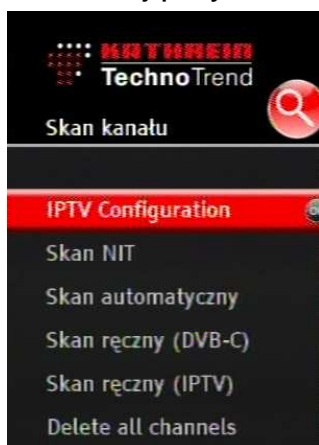 KATHREIN
TechnoTrend
Skan kanału
IPTV Configuration
Skan NIT
Skan automatyczny
Skan ręczny (DVB-C)
Skan ręczny (IPTV)
Delete all channels